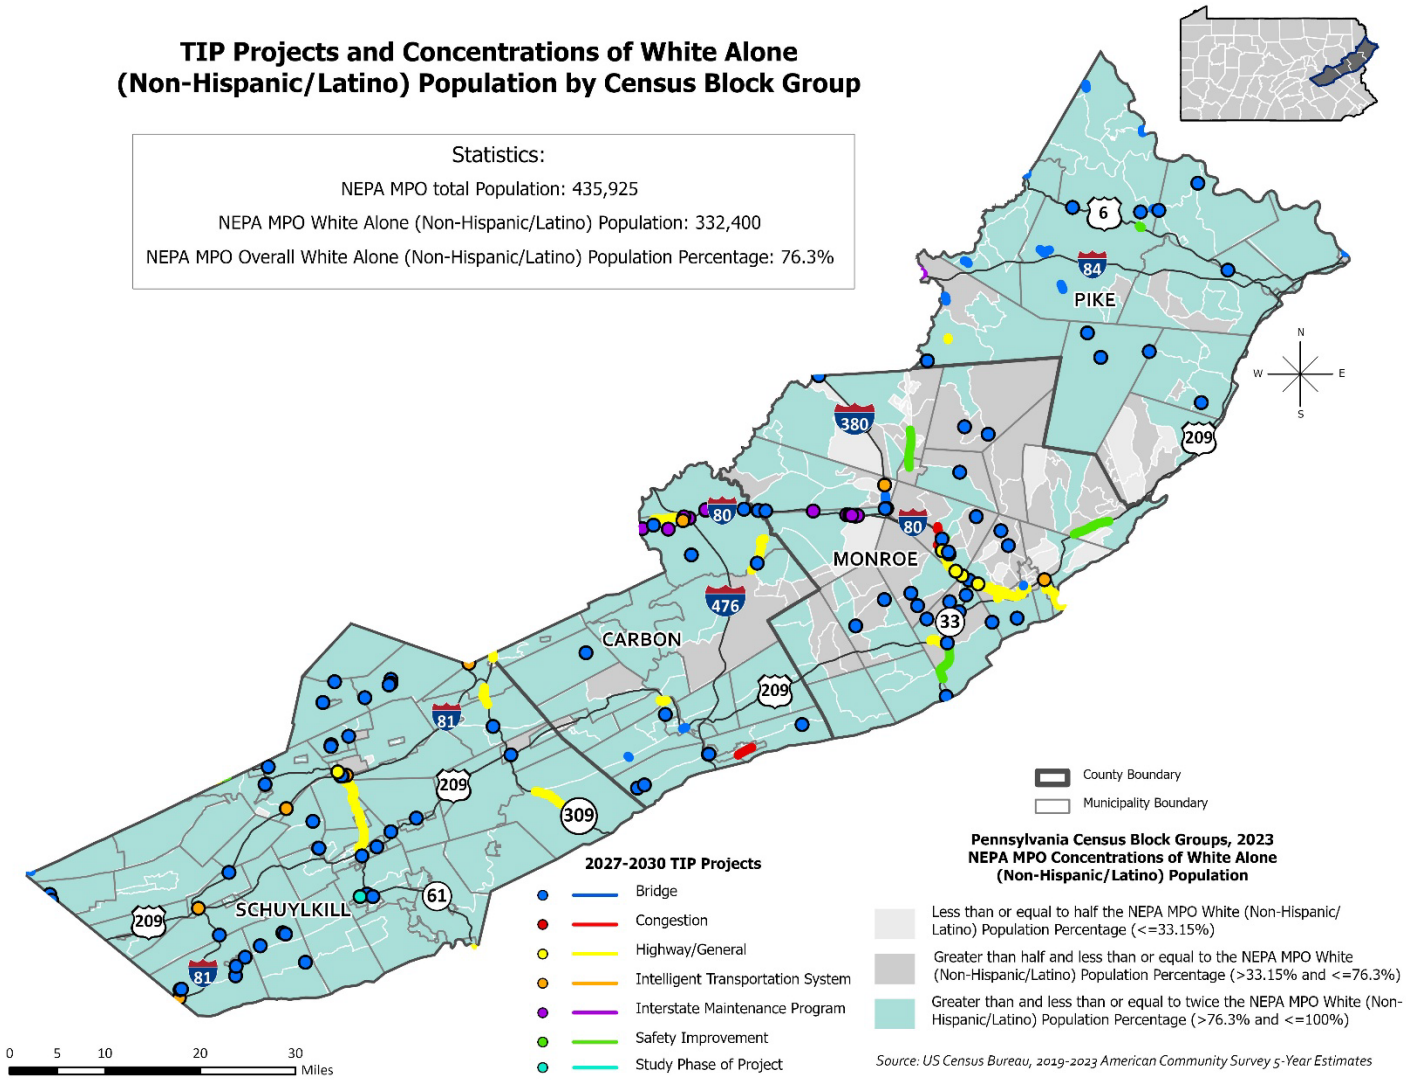 TIP Projects and Concentrations of White Alone
(Non-Hispanic/Latino) Population by Census Block Group
Statistics:
NEPA MPO total Population: 435,925
NEPA MPO White Alone (Non-Hispanic/Latino) Population: 332,400
NEPA MPO Overall White Alone (Non-Hispanic/Latino) Population Percentage: 76.3%
6
84
PIKE
N
W E
S
380
209
80
80
MONROE
476
CARBON
33
209
81
209
309
61
SCHUYLKILL
209
81
County Boundary
Municipality Boundary
2027-2030 TIP Projects
Bridge
Congestion
Highway/General
Intelligent Transportation System
Interstate Maintenance Program
Safety Improvement
Study Phase of Project
Pennsylvania Census Block Groups, 2023
NEPA MPO Concentrations of White Alone
(Non-Hispanic/Latino) Population
Less than or equal to half the NEPA MPO White (Non-Hispanic/
Latino) Population Percentage (<=33.15%)
Greater than half and less than or equal to the NEPA MPO White
(Non-Hispanic/Latino) Population Percentage (>33.15% and <=76.3%)
Greater than and less than or equal to twice the NEPA MPO White (Non-
Hispanic/Latino) Population Percentage (>76.3% and <=100%)
Source: US Census Bureau, 2019-2023 American Community Survey 5-Year Estimates
0 5 10 20 30
Miles